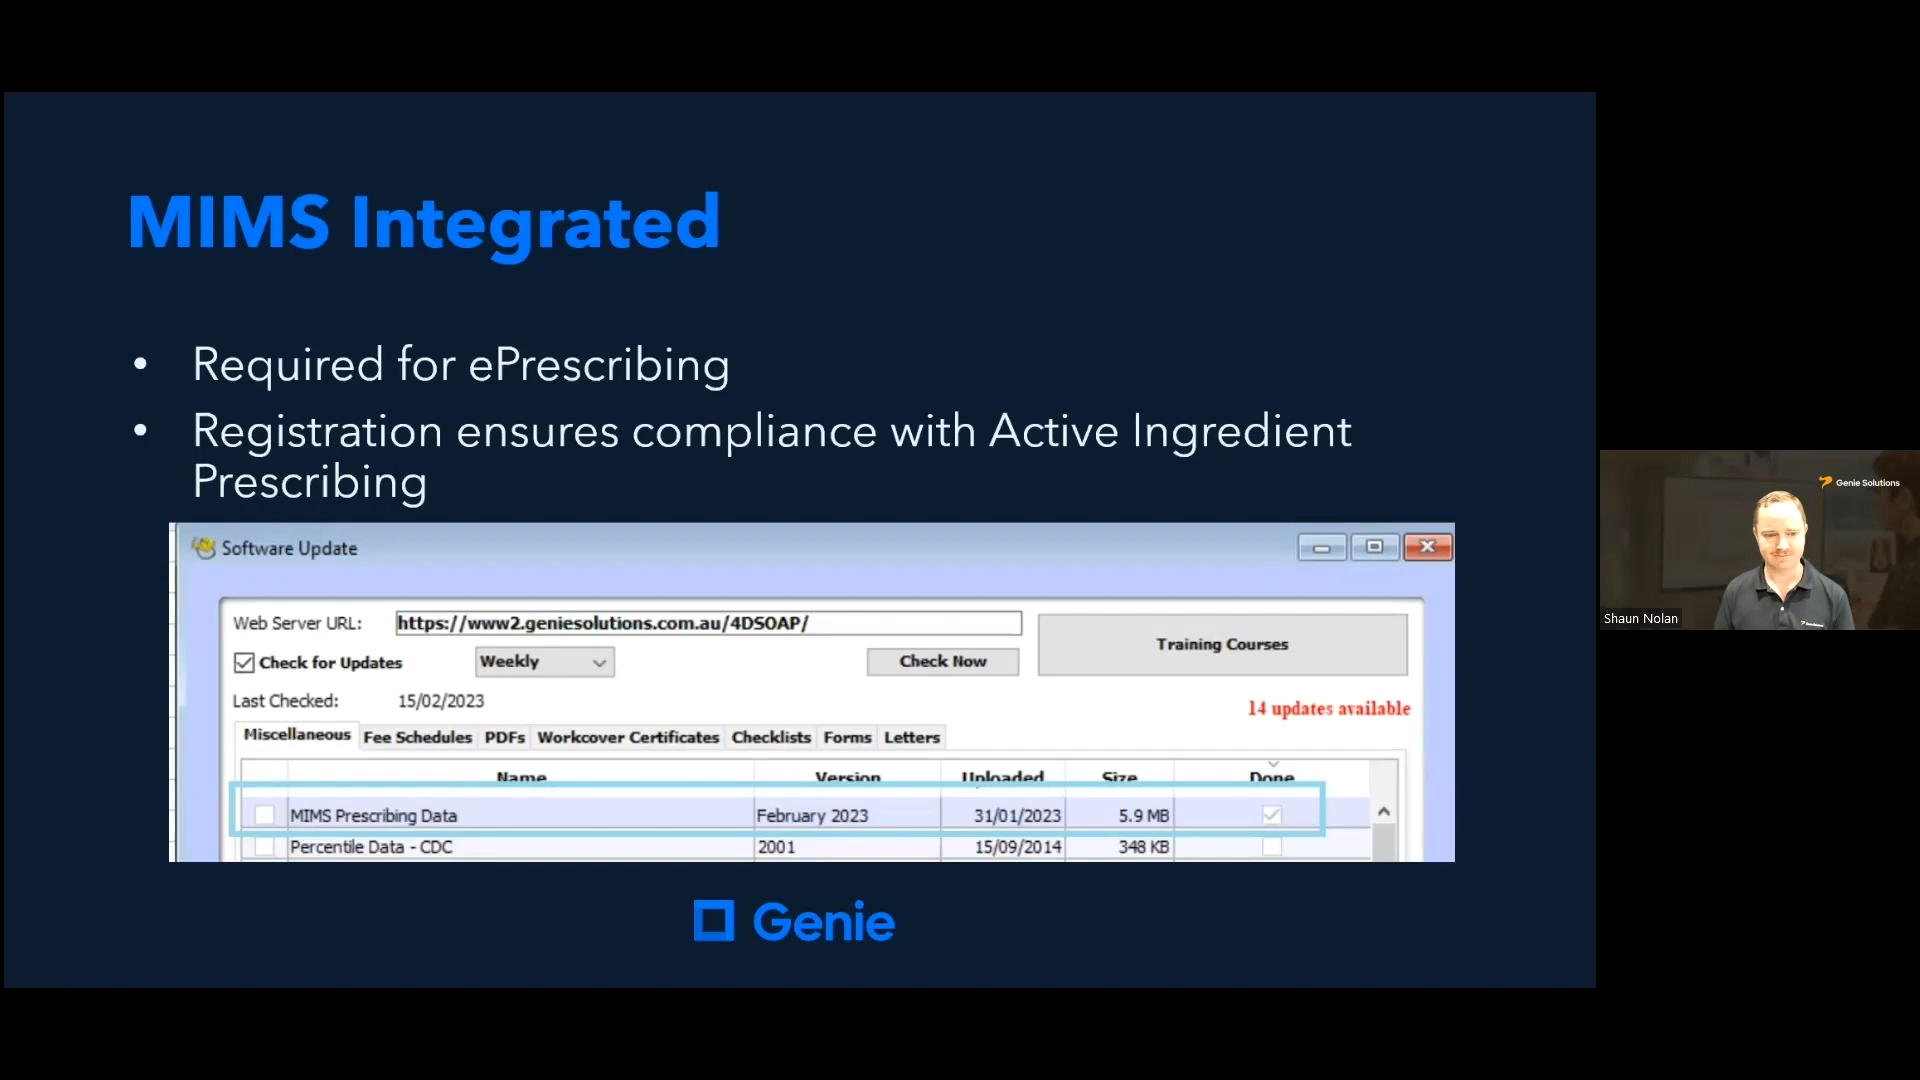 MIMS Integrated
• Required for ePrescribing
• Registration ensures compliance with Active Ingredient
Prescribing
Software Update
Web Server URL: https://www2.geniesolutions.com.au/4DSOAP/
Training Courses
Check for Updates Weekly Check Now
Last Checked: 15/02/2023
14 updates available
Miscellaneous Fee Schedules PDFs Workcover Certificates Checklists Forms Letters
Name Version Uploaded Size Done
MIMS Prescribing Data February 2023 31/01/2023 5.9 MB
Percentile Data - CDC 2001 15/09/2014 348 KB
Genie
Genie Solutions
Shaun Nolan